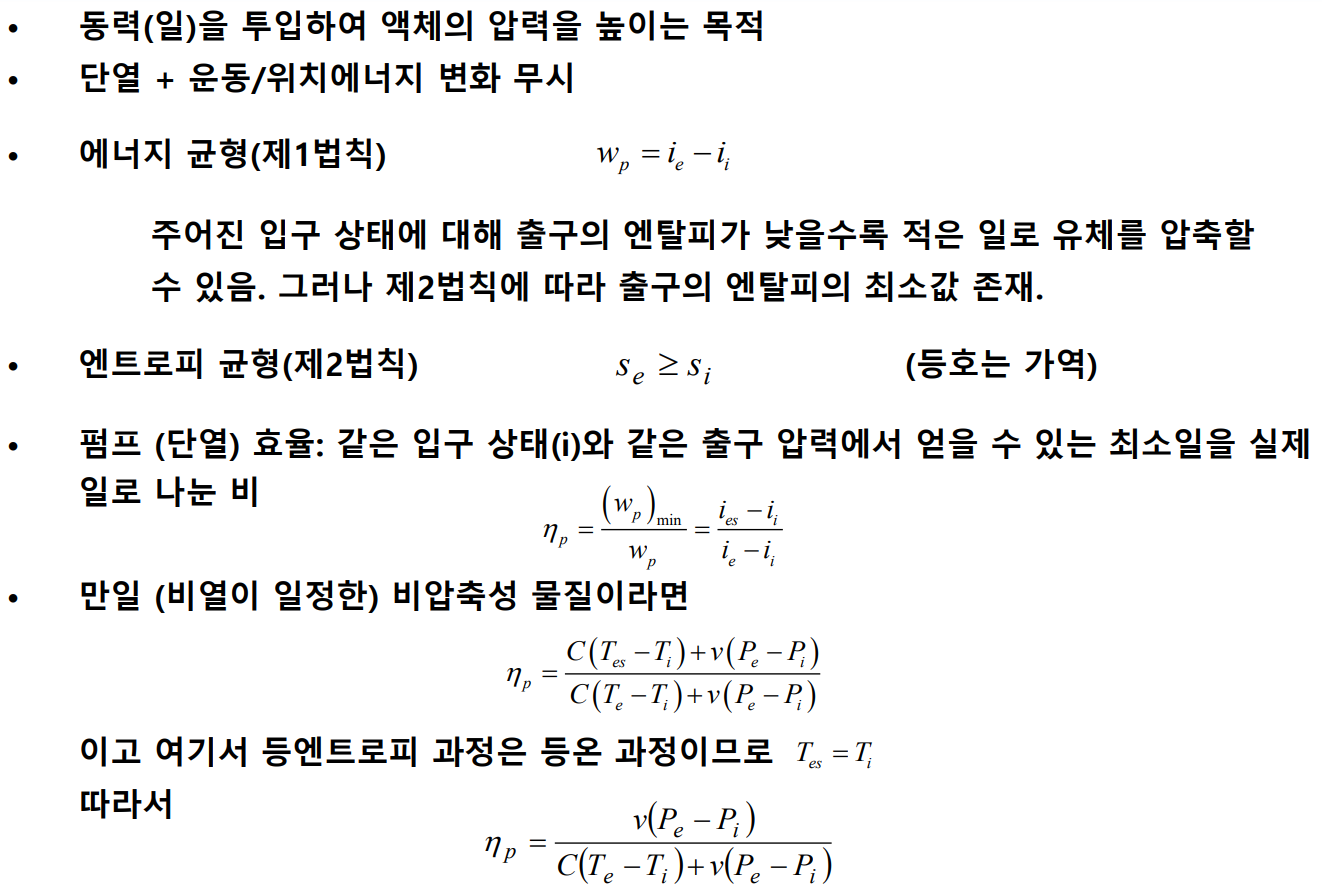 • 동력(일)을 투입하여 액체의 압력을 높이는 목적
• 단열 + 운동/위치에너지 변화 무시
• 에너지 균형(제1법칙) $w_p = i_e - i_i$
주어진 입구 상태에 대해 출구의 엔탈피가 낮을수록 적은 일로 유체를 압축할
수 있음. 그러나 제2법칙에 따라 출구의 엔탈피의 최소값 존재.
• 엔트로피 균형(제2법칙) $s_e \geq s_i$ (등호는 가역)
• 펌프 (단열) 효율: 같은 입구 상태(i)와 같은 출구 압력에서 얻을 수 있는 최소일을 실제
일로 나눈 비
$\eta_p = \frac{(w_p)_{\min}}{w_p} = \frac{i_{es} - i_i}{i_e - i_i}$
• 만일 (비열이 일정한) 비압축성 물질이라면
$\eta_p = \frac{C(T_{es} - T_i) + v(P_e - P_i)}{C(T_e - T_i) + v(P_e - P_i)}$
이고 여기서 등엔트로피 과정은 등온 과정이므로 $T_{es} = T_i$
따라서
$\eta_p = \frac{v(P_e - P_i)}{C(T_e - T_i) + v(P_e - P_i)}$